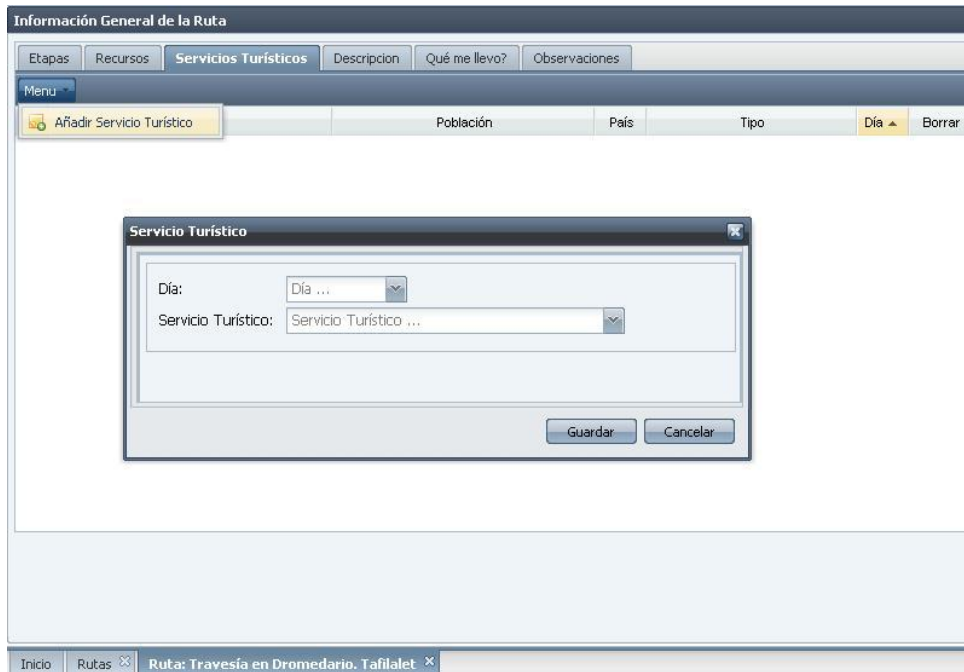 Información General de la Ruta
Etapas Recursos Servicios Turísticos Descripcion Qué me llevo? Observaciones
Menu
Añadir Servicio Turístico Población País Tipo Día Borrar
Servicio Turístico
Día: Día ...
Servicio Turístico: Servicio Turístico ...
Guardar Cancelar
Inicio Rutas Ruta: Travesía en Dromedario. Tafilalet